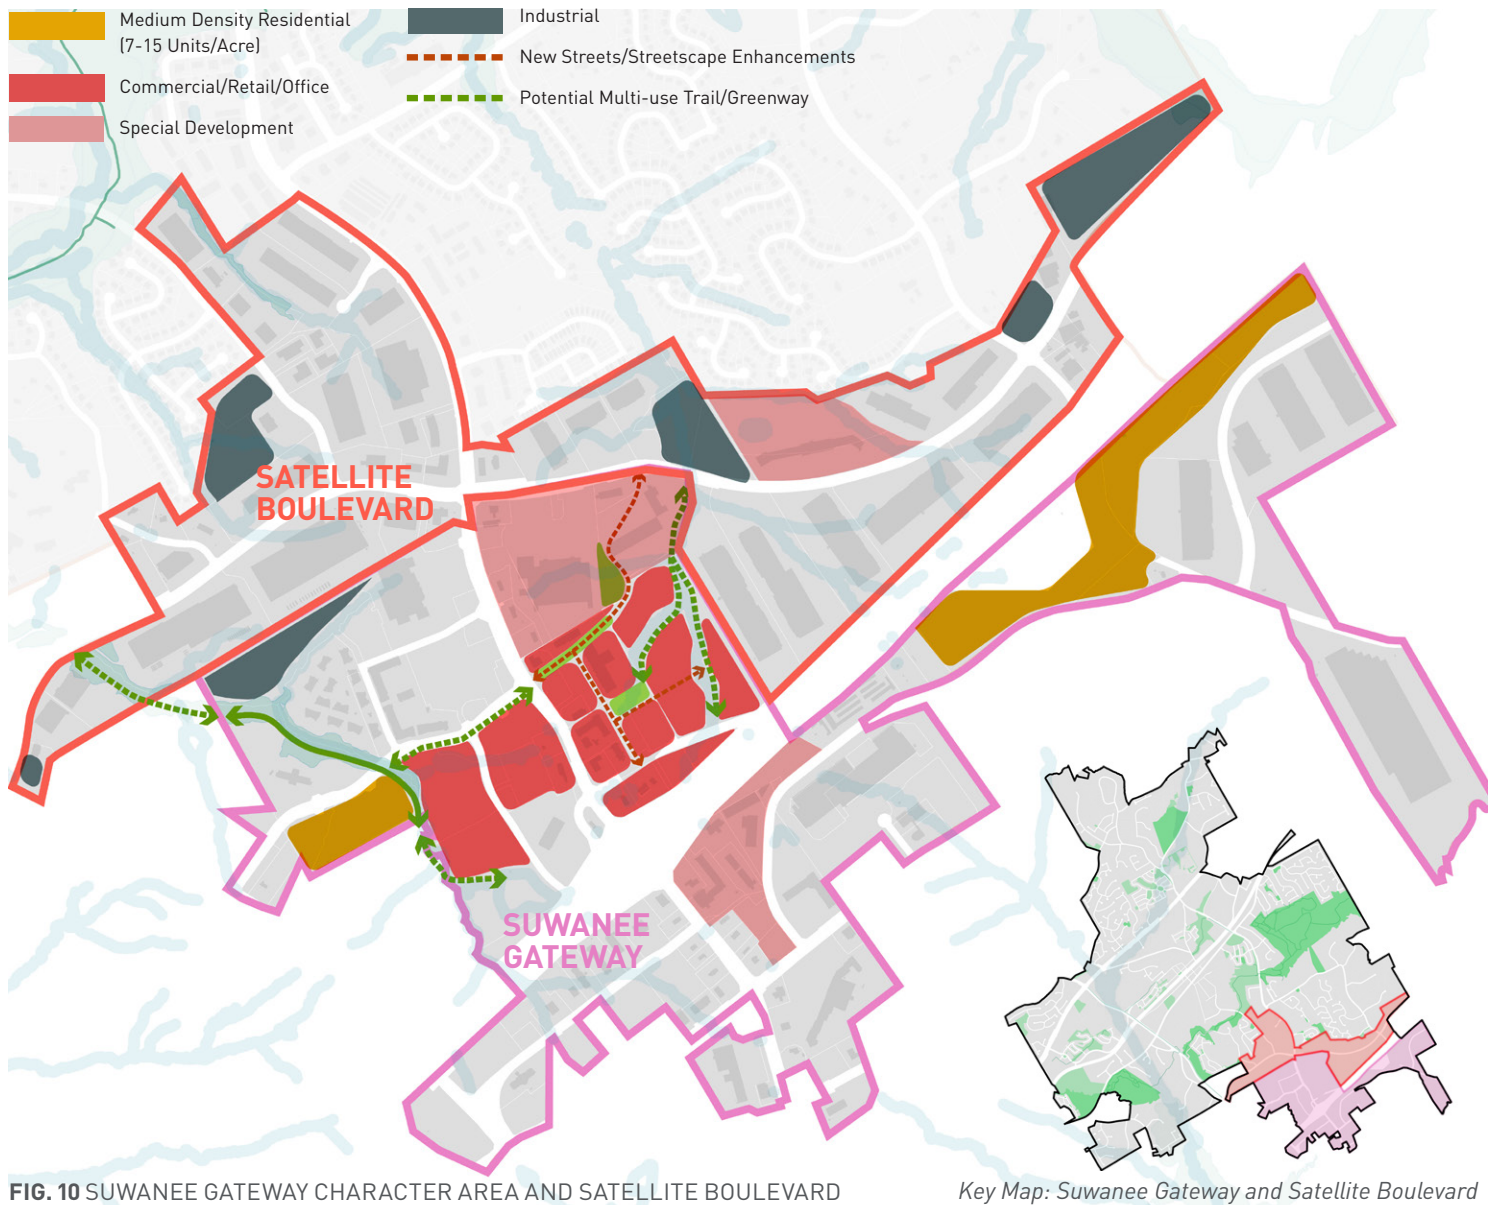 Medium Density Residential
(7-15 Units/Acre)
Commercial/Retail/Office
Special Development
Industrial
New Streets/Streetscape Enhancements
Potential Multi-use Trail/Greenway
SATELLITE
BOULEVARD
SUWANEE
GATEWAY
FIG. 10 SUWANEE GATEWAY CHARACTER AREA AND SATELLITE BOULEVARD
Key Map: Suwanee Gateway and Satellite Boulevard